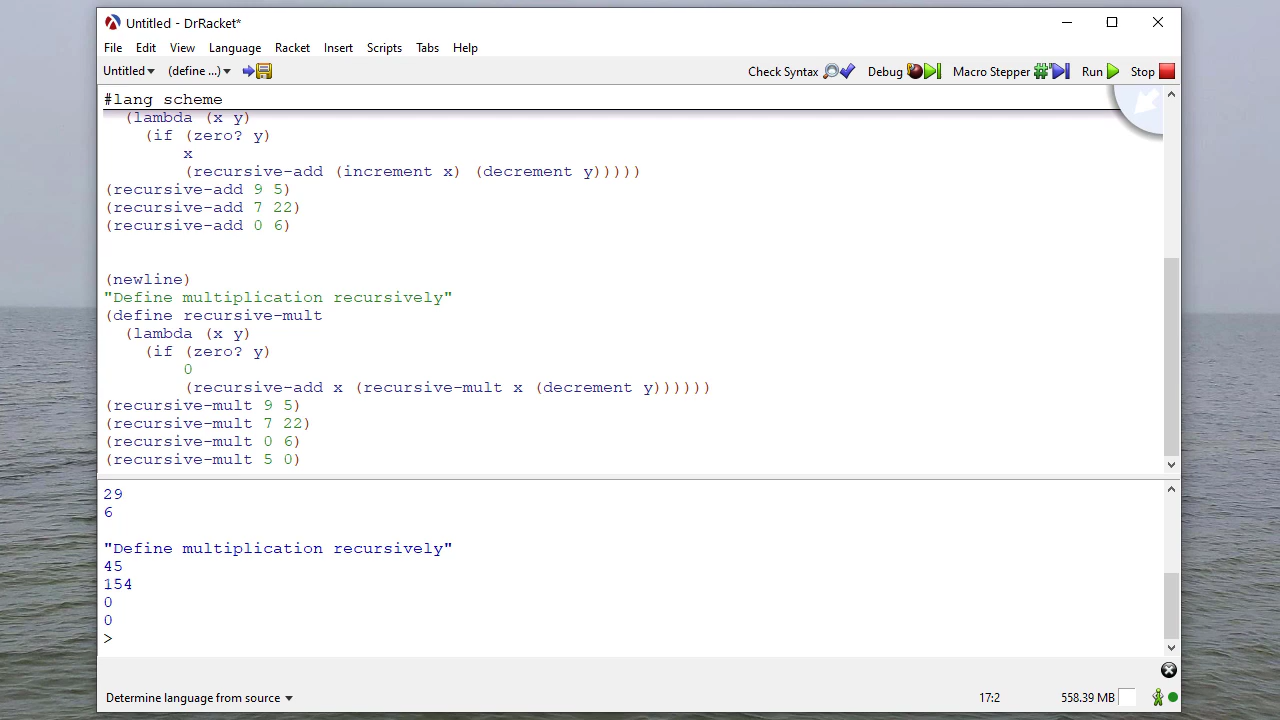 Untitled - DrRacket*
File Edit View Language Racket Insert Scripts Tabs Help
Untitled (define ...) Check Syntax Debug Macro Stepper Run Stop
#lang scheme
(lambda (x y)
(if (zero? y)
x
(recursive-add (increment x) (decrement y)))))
(recursive-add 9 5)
(recursive-add 7 22)
(recursive-add 0 6)
(newline)
"Define multiplication recursively"
(define recursive-mult
(lambda (x y)
(if (zero? y)
0
(recursive-add x (recursive-mult x (decrement y))))))
(recursive-mult 9 5)
(recursive-mult 7 22)
(recursive-mult 0 6)
(recursive-mult 5 0)
29
6
"Define multiplication recursively"
45
154
0
0
>
Determine language from source 17:2 558.39 MB